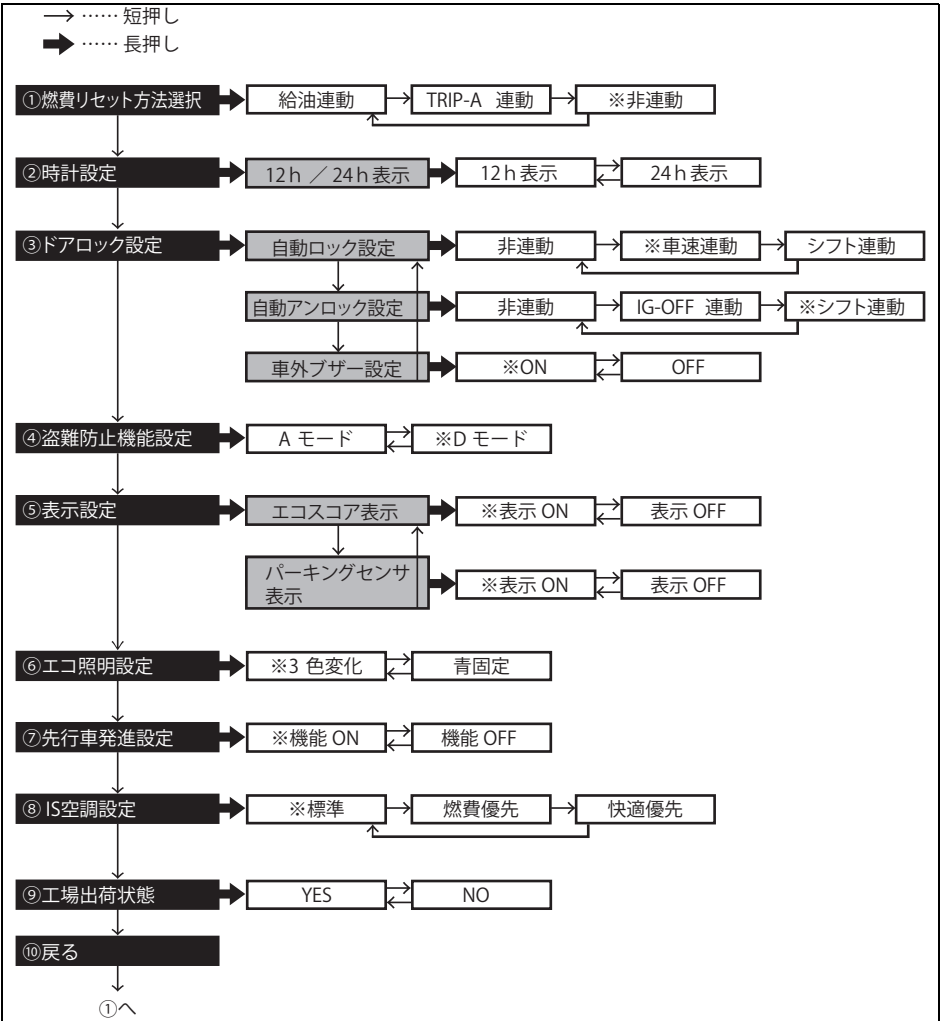 → …… 短押し
➡ …… 長押し
①燃費リセット方法選択 給油連動 TRIP-A 連動 ※非連動
②時計設定 12h ／ 24h 表示 12h 表示 24h 表示
③ドアロック設定 自動ロック設定 非連動 ※車速連動 シフト連動
自動アンロック設定 非連動 IG-OFF 連動 ※シフト連動
車外ブザー設定 ※ON OFF
④盗難防止機能設定 A モード ※D モード
⑤表示設定 エコスコア表示 ※表示 ON 表示 OFF
パーキングセンサ
表示 ※表示 ON 表示 OFF
⑥エコ照明設定 ※3 色変化 青固定
⑦先行車発進設定 ※機能 ON 機能 OFF
⑧ IS空調設定 ※標準 燃費優先 快適優先
⑨工場出荷状態 YES NO
⑩戻る
①へ